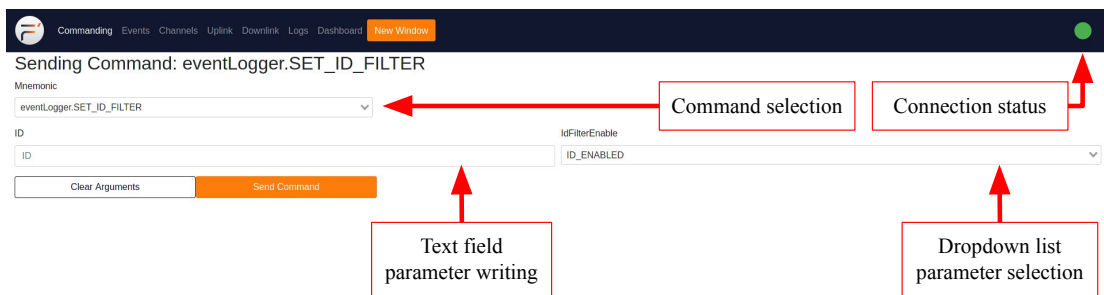 Commanding Events Channels Uplink Downlink Logs Dashboard New Window
Sending Command: eventLogger.SET_ID_FILTER
Mnemonic
eventLogger.SET_ID_FILTER
Command selection
Connection status
ID
IdFilterEnable
ID
ID_ENABLED
Clear Arguments
Send Command
Text field
parameter writing
Dropdown list
parameter selection